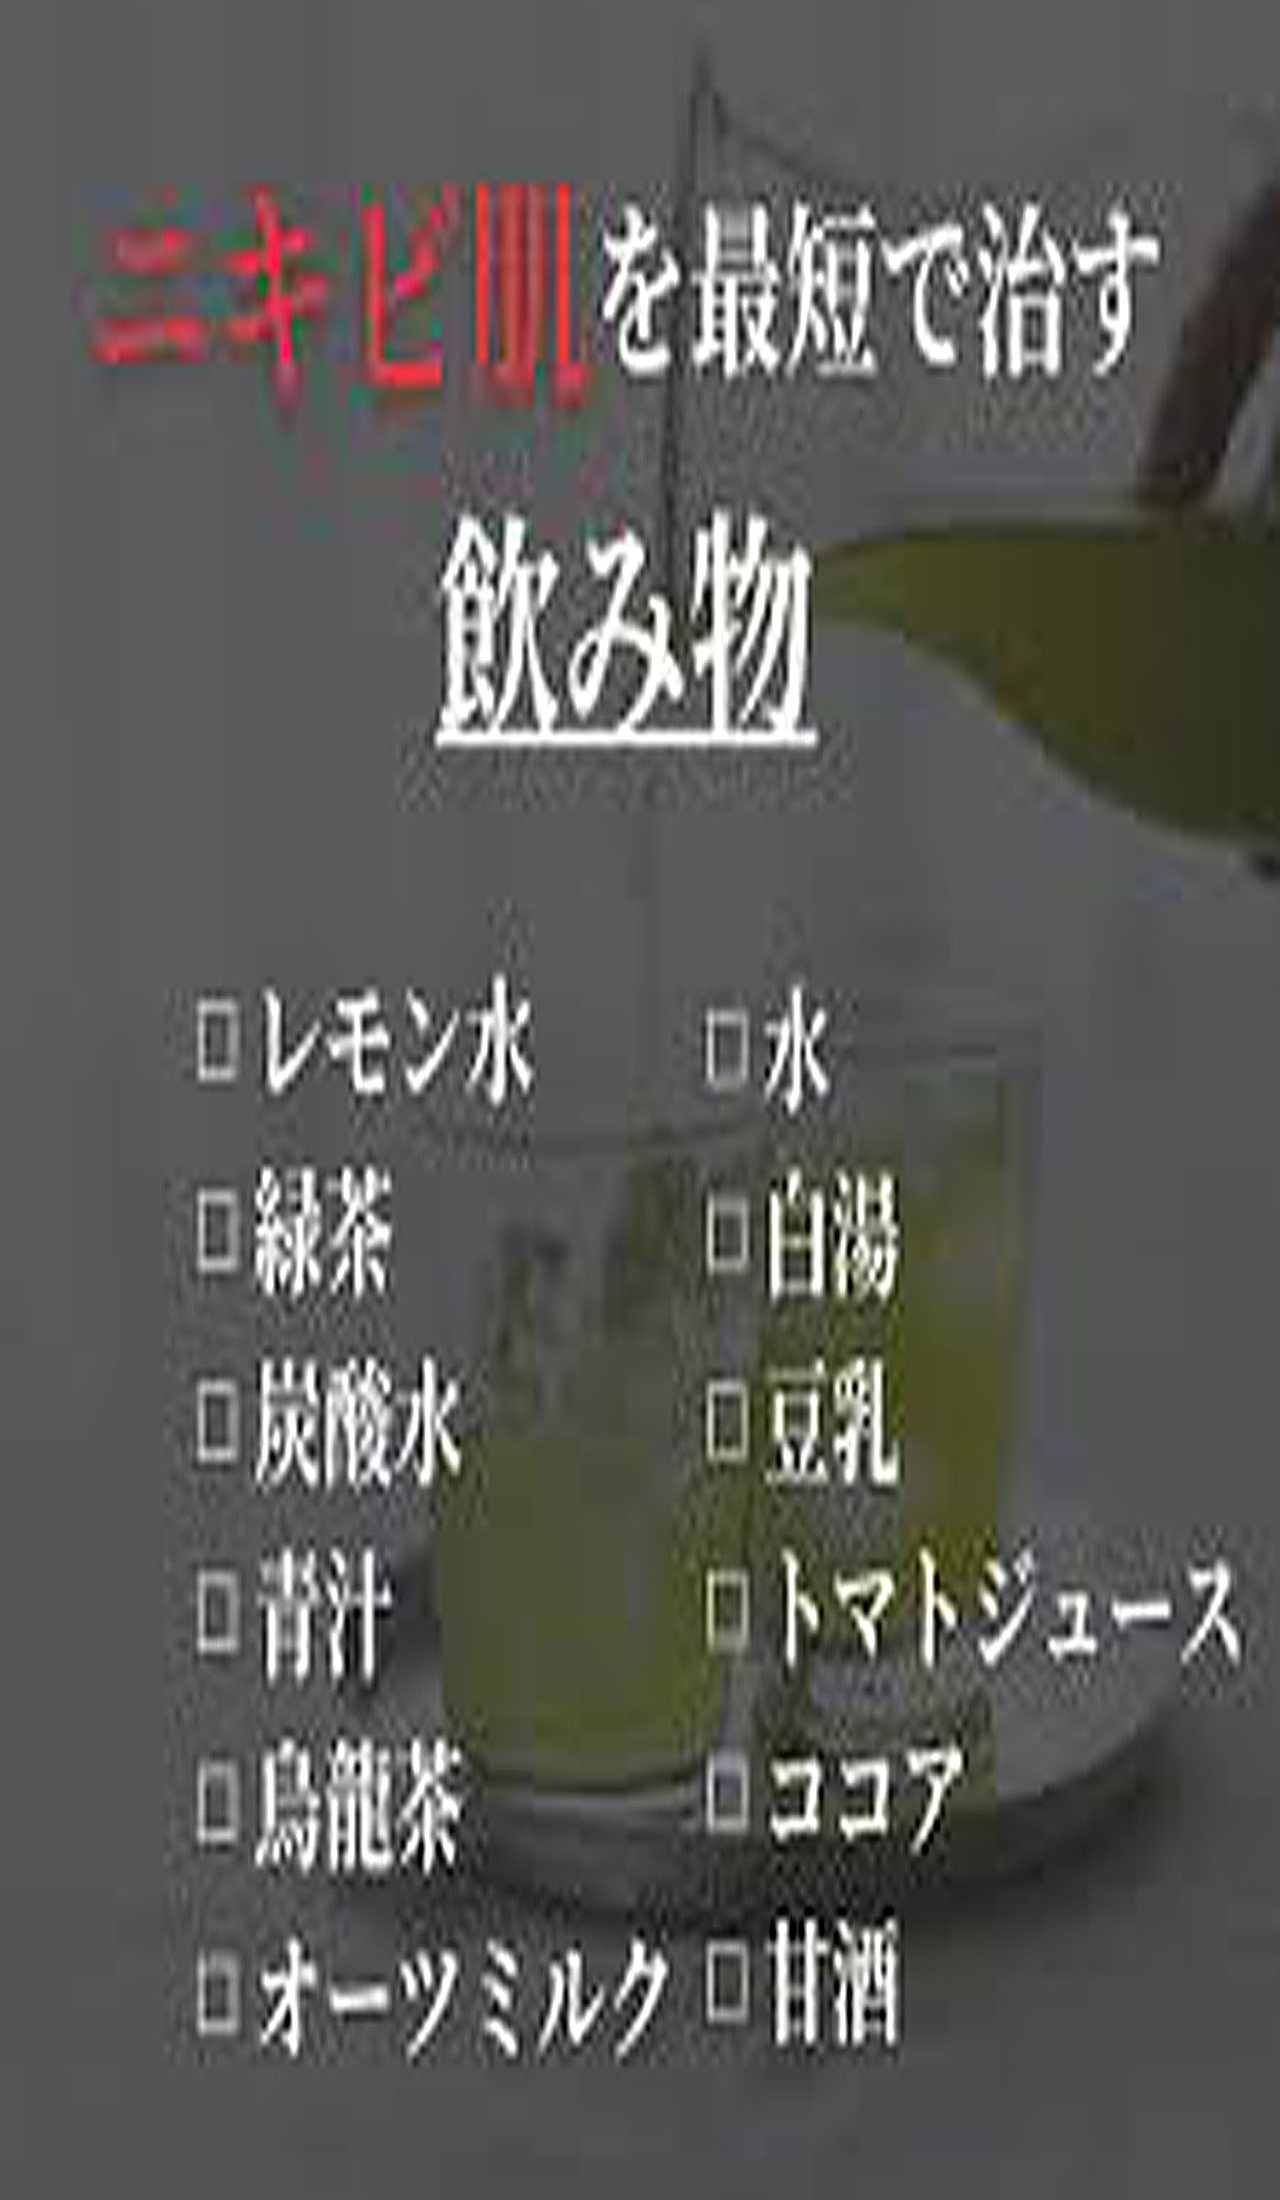 ニキビ肌を最短で治す
飲み物
□レモン水
□緑茶
□炭酸水
□青汁
□烏龍茶
□オーツミルク
□水
□白湯
□豆乳
□トマトジュース
□ココア
□甘酒